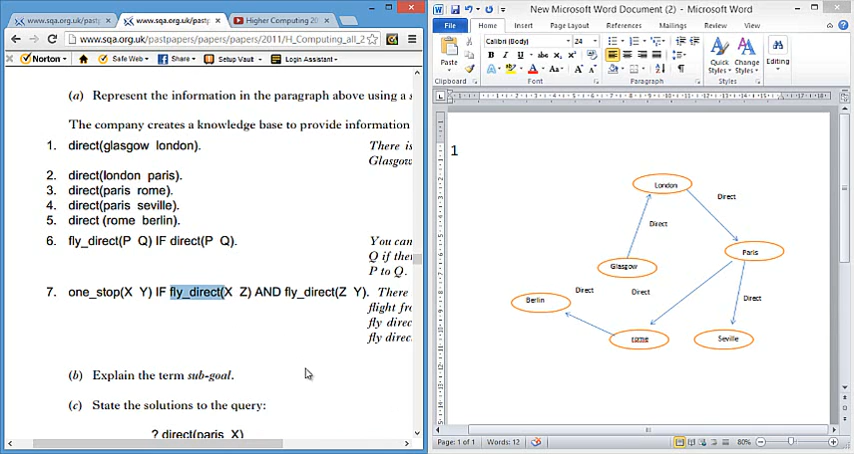 www.sqa.org.uk/past
www.sqa.org.uk/past
Higher Computing 20
www.sqa.org.uk/pastpapers/papers/papers/2011/H_Computing_all_2
Norton
Safe Web
Share
Setup Vault
Login Assistant
(a) Represent the information in the paragraph above using a
The company creates a knowledge base to provide information
1. direct(glasgow london). There is
Glasgow
2. direct(london paris).
3. direct(paris rome).
4. direct(paris seville).
5. direct (rome berlin).
6. fly_direct(P Q) IF direct(P Q). You can
Q if ther
P to Q.
7. one_stop(X Y) IF fly_direct(X Z) AND fly_direct(Z Y). There
flight fro
fly direc
fly direc
(b) Explain the term sub-goal.
(c) State the solutions to the query:
? direct(paris X)
New Microsoft Word Document (2) - Microsoft Word
File Home Insert Page Layout References Mailings Review View
Paste
Calibri (Body) 24
Quick Styles
Change Styles
Editing
Clipboard Font Paragraph Styles
1
London
Direct
Direct
Paris
Glasgow
Direct
Direct
Berlin
Direct
rome
Seville
Page: 1 of 1 Words: 12 80%